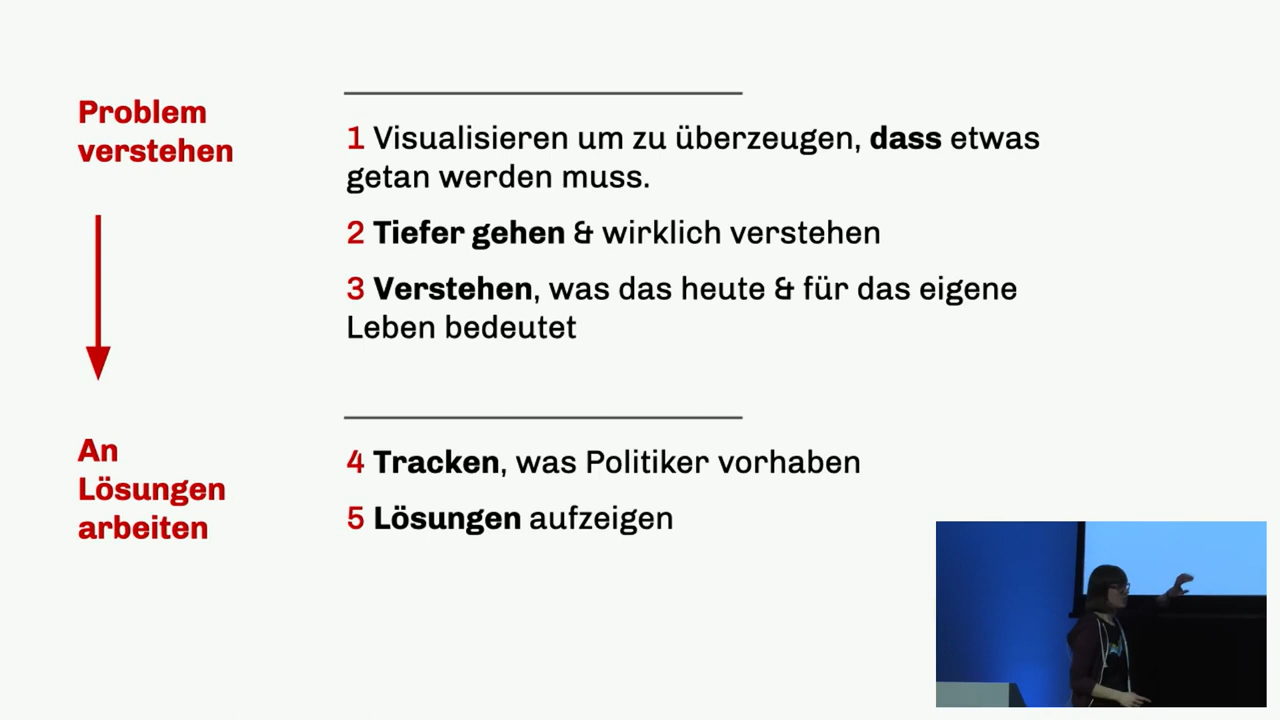 Problem
verstehen
1 Visualisieren um zu überzeugen, dass etwas
getan werden muss.
2 Tiefer gehen & wirklich verstehen
3 Verstehen, was das heute & für das eigene
Leben bedeutet
An
Lösungen
arbeiten
4 Tracken, was Politiker vorhaben
5 Lösungen aufzeigen